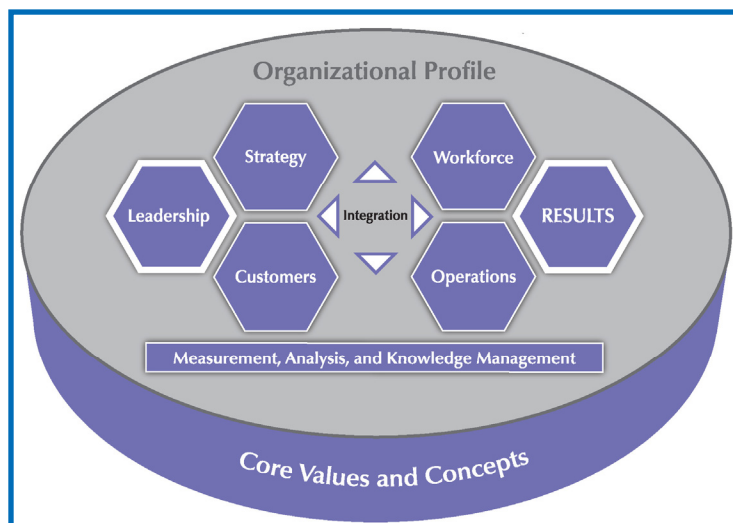 Organizational Profile
Strategy
Workforce
Leadership
Integration
RESULTS
Customers
Operations
Measurement, Analysis, and Knowledge Management
Core Values and Concepts